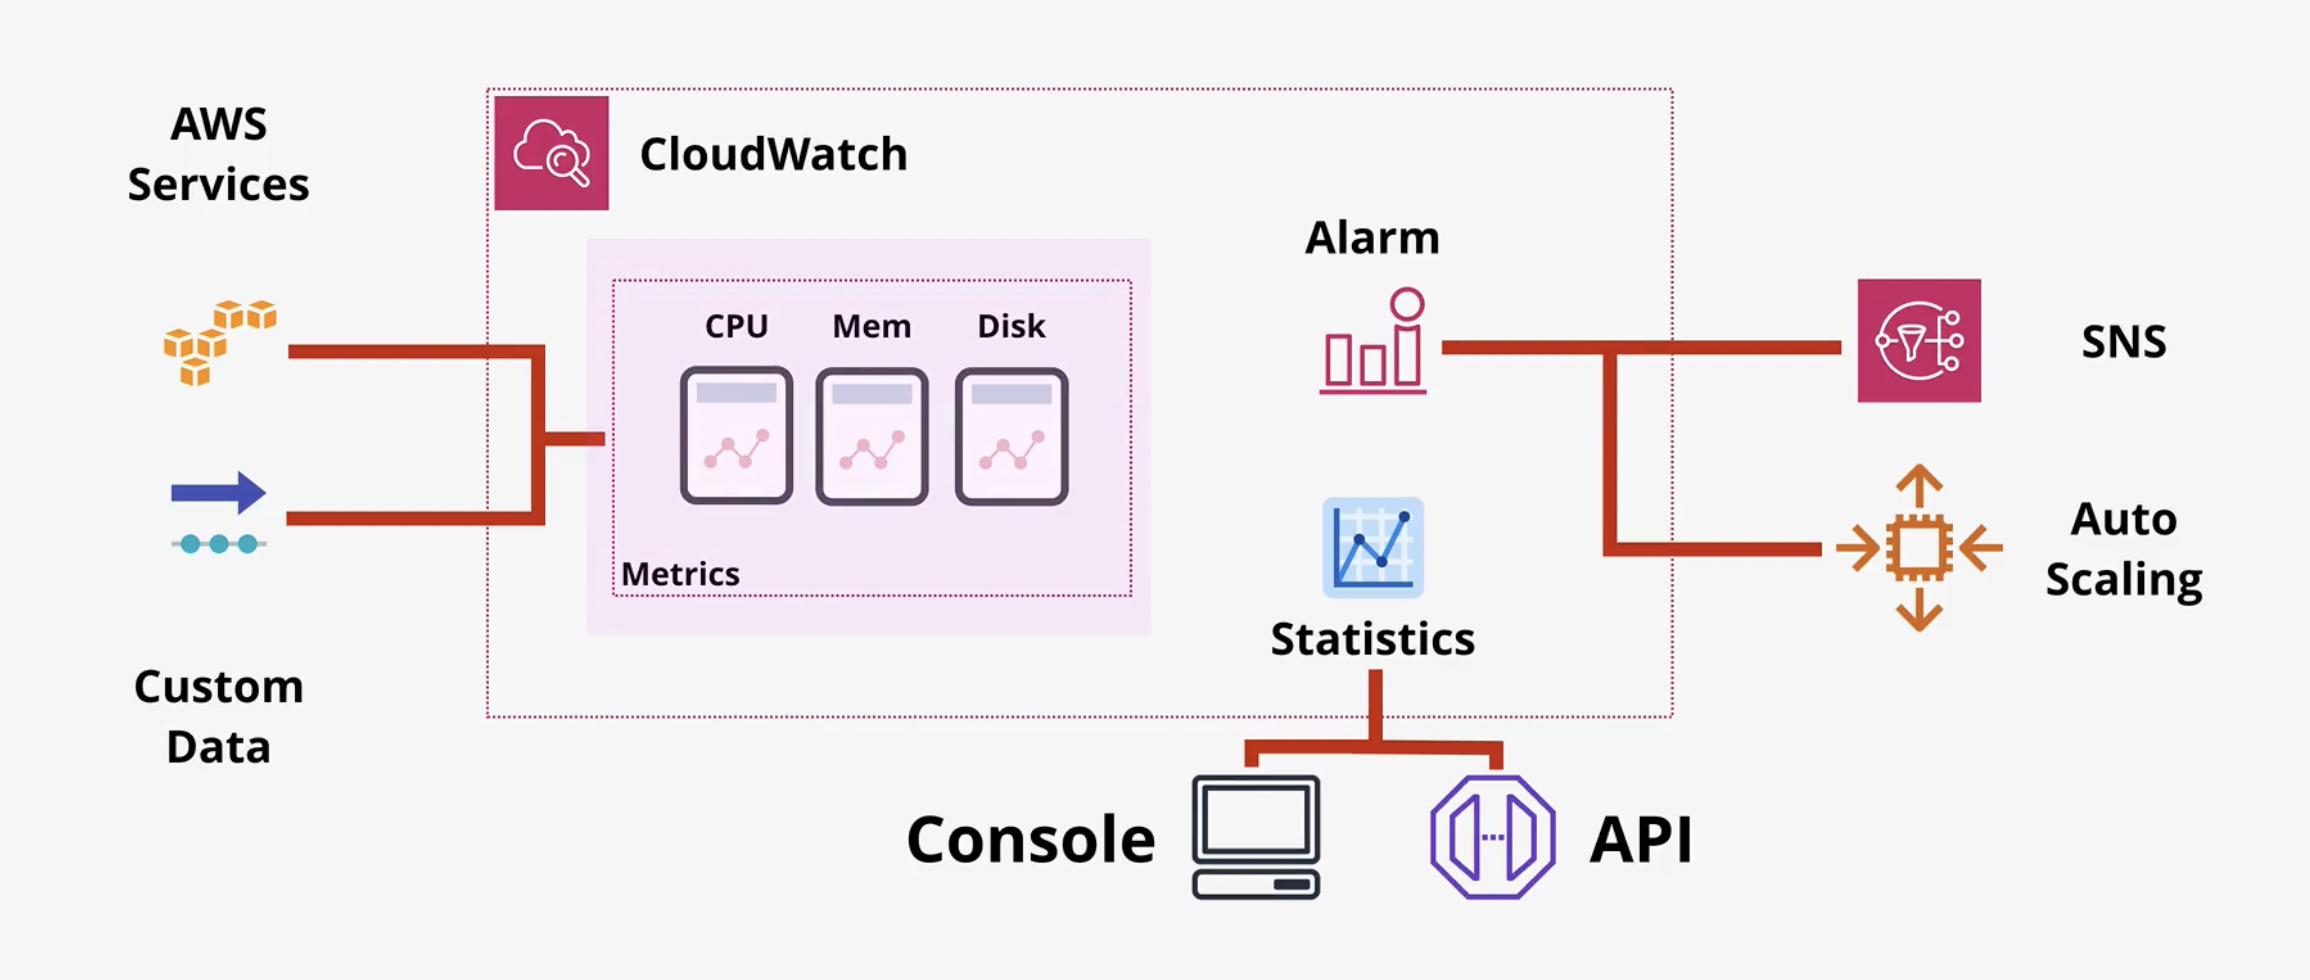 AWS
Services
CloudWatch
Alarm
CPU
Mem
Disk
SNS
Metrics
Auto
Scaling
Statistics
Custom
Data
Console
API